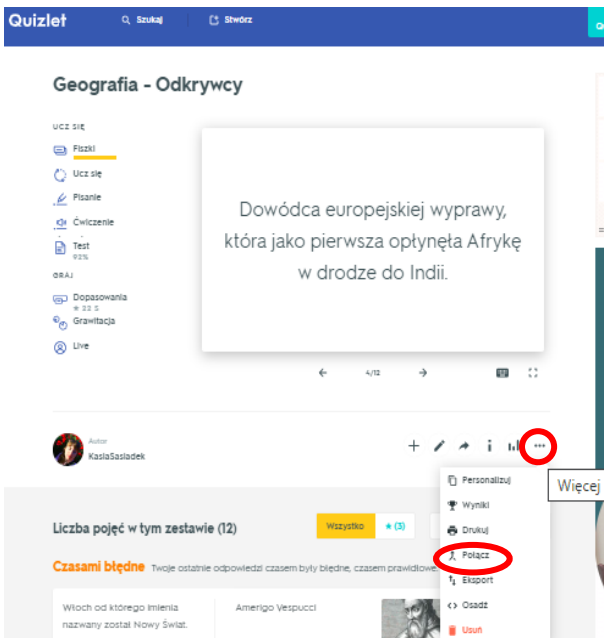 Quizlet
Szukaj
Stwórz
Geografia - Odkrywcy
UCZ SIĘ
Fiszki
Ucz się
Pisanie
Ćwiczenie
Test
92%
GRAJ
Dopasowania
22 S
Grawitacja
Live
Dowódca europejskiej wyprawy,
która jako pierwsza opłynęła Afrykę
w drodze do Indii.
4/12
Autor
KasiaSasiadek
Więcej
Personalizuj
Wyniki
Drukuj
Połącz
Eksport
Osadź
Usuń
Liczba pojęć w tym zestawie (12)
Wszystko
(3)
Czasami błędne Twoje ostatnie odpowiedzi czasem były błędne, czasem prawidłowe.
Włoch od którego imienia
nazwany został Nowy Świat.
Amerigo Vespucci